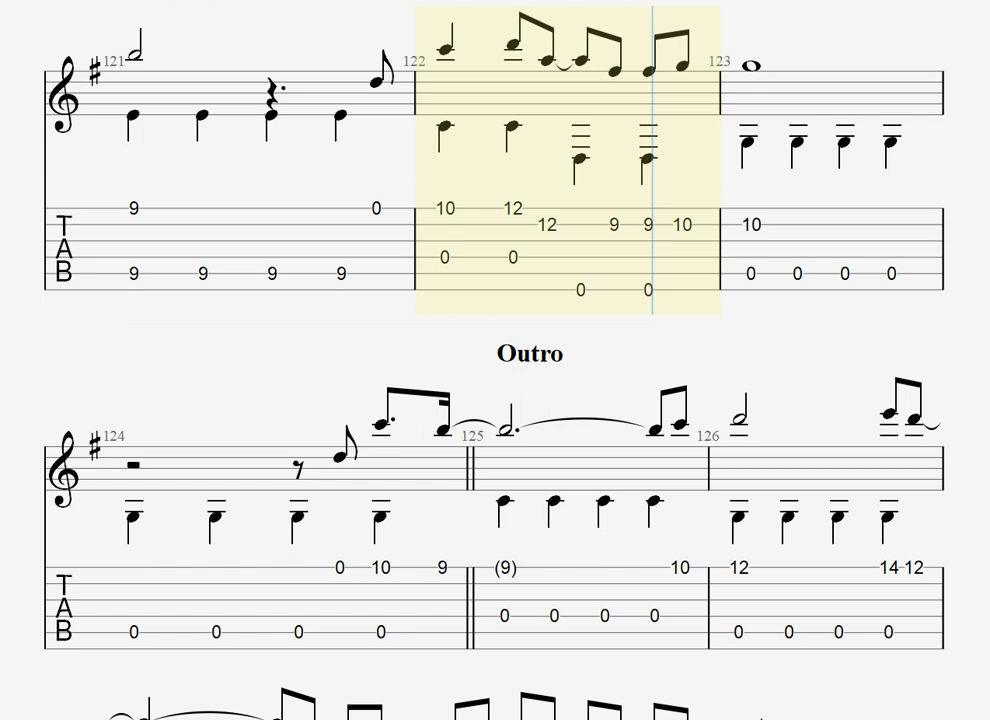 121 122 123
9 0 10 12
12 9 9 10 10
T
A 0 0
B 9 9 9 9 0 0 0 0
0 0
Outro
124 125 126
0 10 9 (9) 10 12 14 12
T
A 0 0 0 0
B 0 0 0 0 0 0 0 0